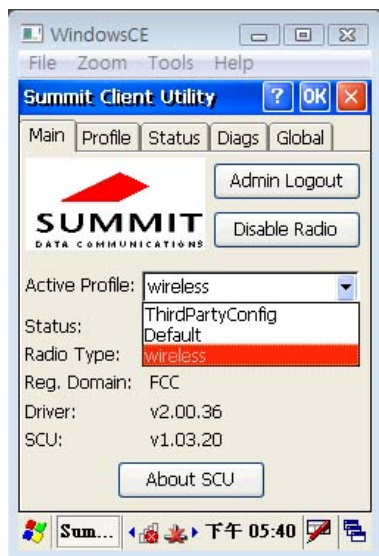 WindowsCE
File Zoom Tools Help
Summit Client Utility ? OK
Main Profile Status Diags Global
SUMMIT
DATA COMMUNICATIONS
Admin Logout
Disable Radio
Active Profile: wireless
ThirdPartyConfig
Default
wireless
Status:
Radio Type:
Reg. Domain: FCC
Driver: v2.00.36
SCU: v1.03.20
About SCU
Sum... 下午 05:40